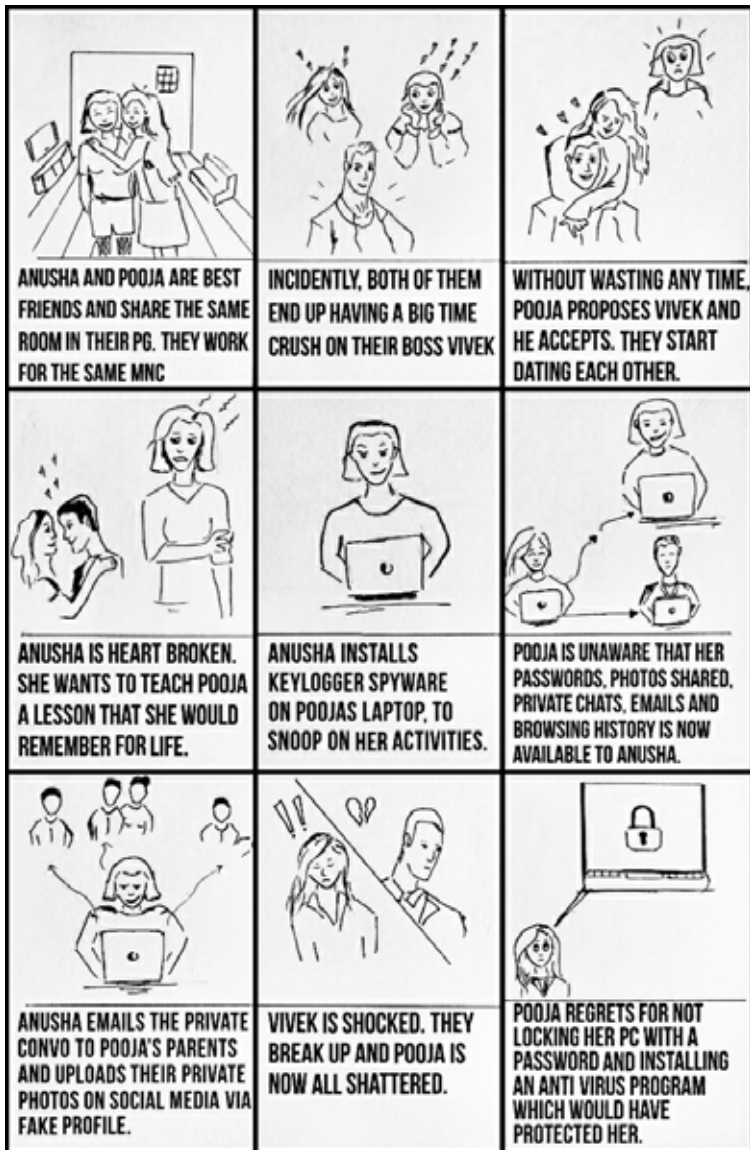 ANUSHA AND POOJA ARE BEST
FRIENDS AND SHARE THE SAME
ROOM IN THEIR PG. THEY WORK
FOR THE SAME MNC
INCIDENTLY, BOTH OF THEM
END UP HAVING A BIG TIME
CRUSH ON THEIR BOSS VIVEK
WITHOUT WASTING ANY TIME,
POOJA PROPOSES VIVEK AND
HE ACCEPTS. THEY START
DATING EACH OTHER.
ANUSHA IS HEART BROKEN.
SHE WANTS TO TEACH POOJA
A LESSON THAT SHE WOULD
REMEMBER FOR LIFE.
ANUSHA INSTALLS
KEYLOGGER SPYWARE
ON POOJAS LAPTOP, TO
SNOOP ON HER ACTIVITIES.
POOJA IS UNAWARE THAT HER
PASSWORDS, PHOTOS SHARED,
PRIVATE CHATS, EMAILS AND
BROWSING HISTORY IS NOW
AVAILABLE TO ANUSHA.
ANUSHA EMAILS THE PRIVATE
CONVO TO POOJA'S PARENTS
AND UPLOADS THEIR PRIVATE
PHOTOS ON SOCIAL MEDIA VIA
FAKE PROFILE.
!!
VIVEK IS SHOCKED. THEY
BREAK UP AND POOJA IS
NOW ALL SHATTERED.
POOJA REGRETS FOR NOT
LOCKING HER PC WITH A
PASSWORD AND INSTALLING
AN ANTI VIRUS PROGRAM
WHICH WOULD HAVE
PROTECTED HER.